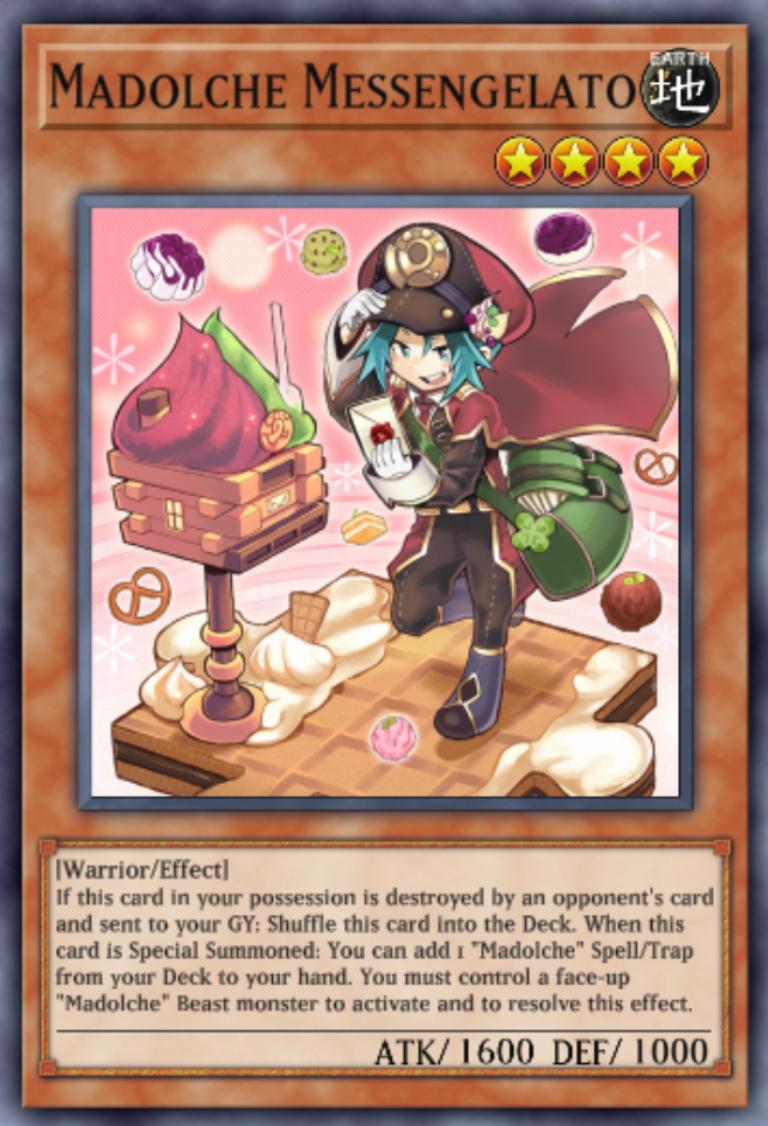 MADOLCHE MESSENGELATO
EARTH
地
[Warrior/Effect]
If this card in your possession is destroyed by an opponent's card
and sent to your GY: Shuffle this card into the Deck. When this
card is Special Summoned: You can add 1 "Madolche" Spell/Trap
from your Deck to your hand. You must control a face-up
"Madolche" Beast monster to activate and to resolve this effect.
ATK/ 1600 DEF/ 1000